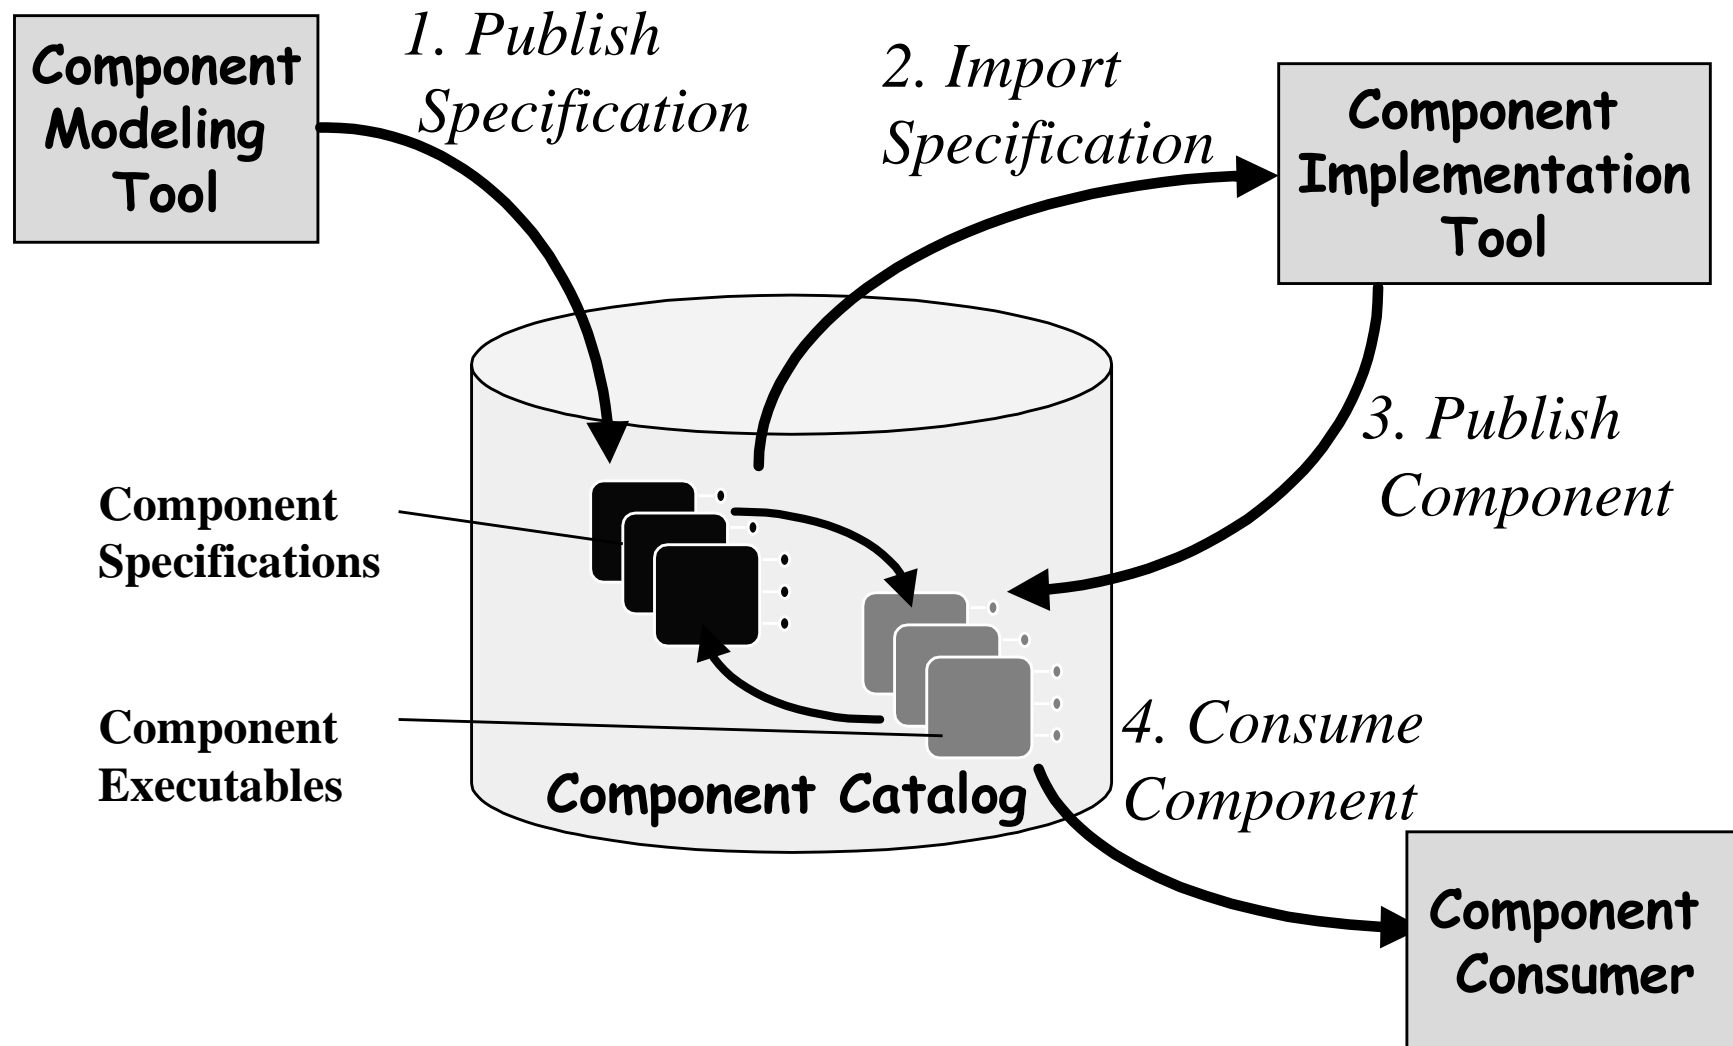 Component
Modeling
Tool
1. Publish
Specification
2. Import
Specification
Component
Implementation
Tool
3. Publish
Component
Component
Specifications
Component
Executables
Component Catalog
4. Consume
Component
Component
Consumer